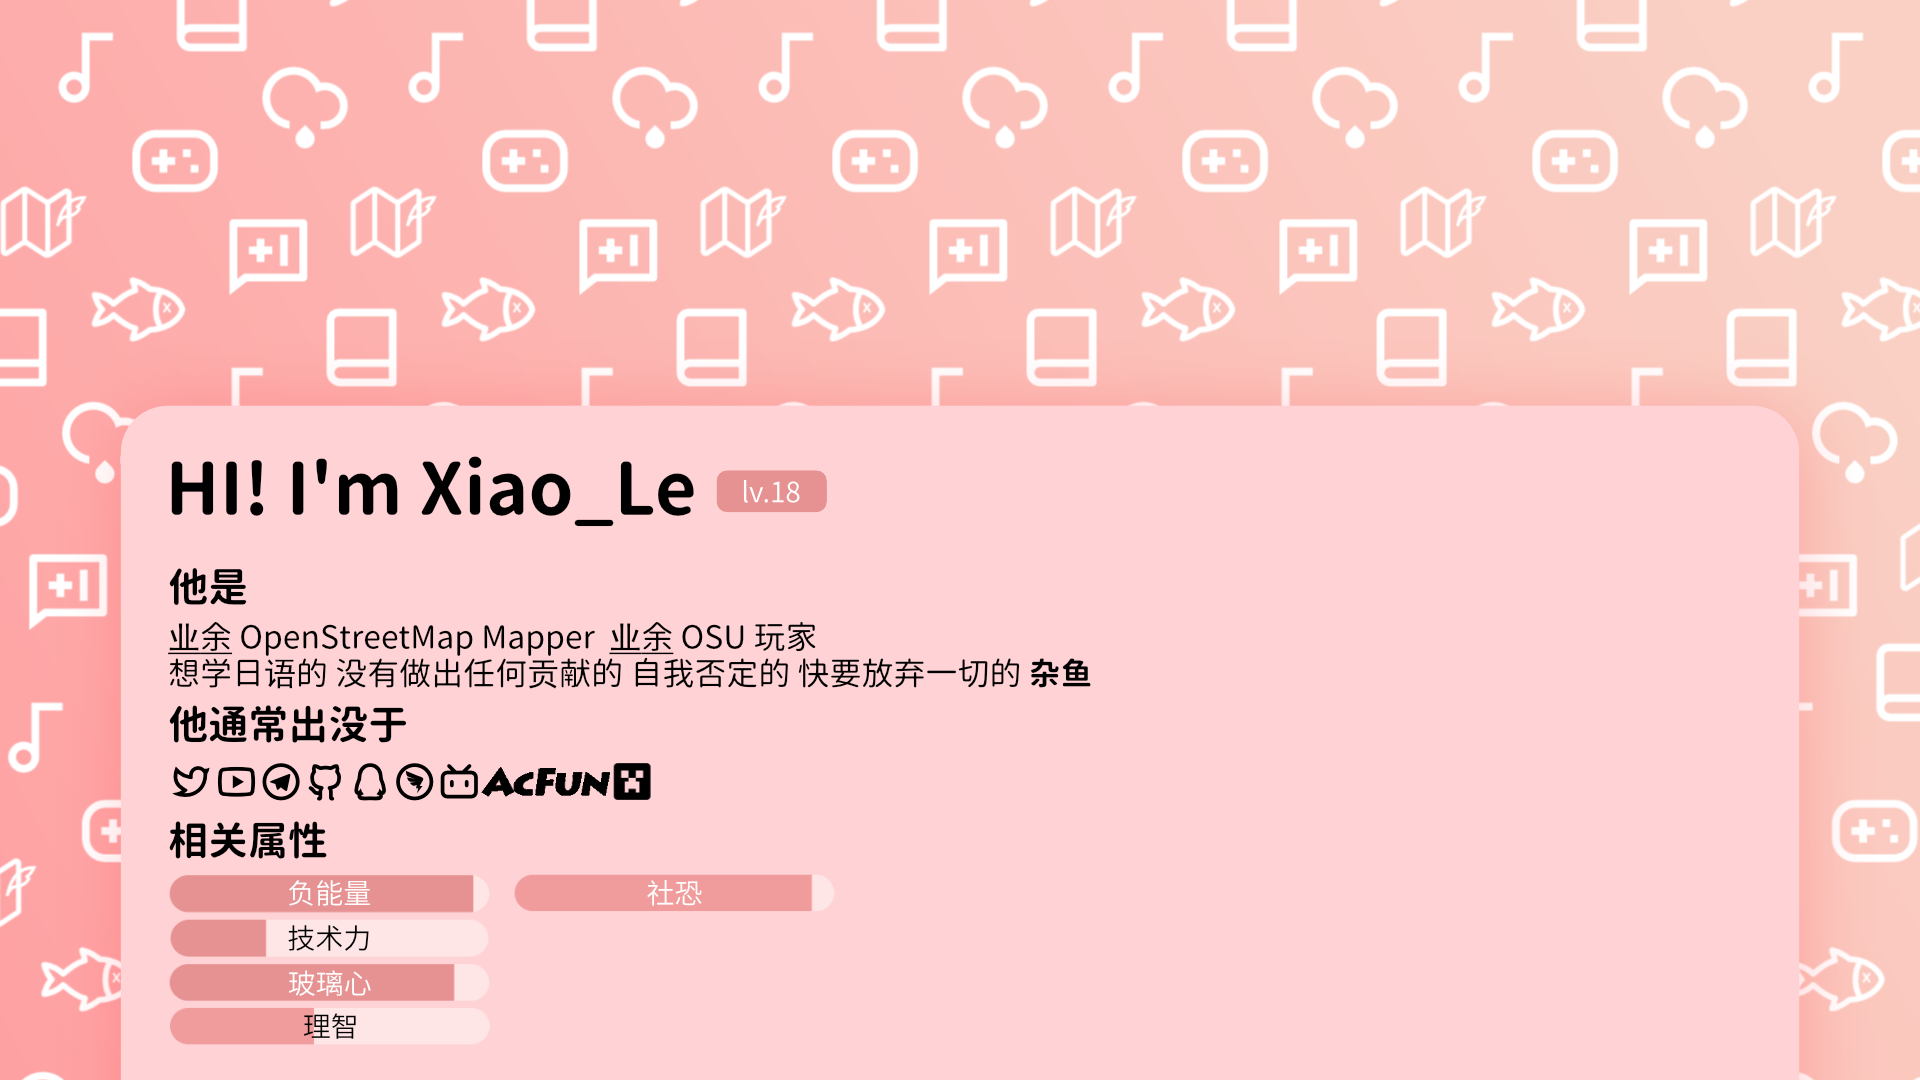 HI! I'm Xiao_Le lv.18
他是
业余 OpenStreetMap Mapper 业余 OSU 玩家
想学日语的 没有做出任何贡献的 自我否定的 快要放弃一切的 杂鱼
他通常出没于
AcFUN
相关属性
负能量 社恐
技术力
玻璃心
理智